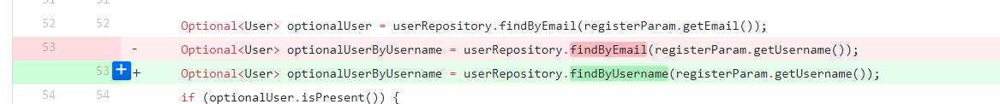 52 52 Optional<User> optionalUser = userRepository.findByEmail(registerParam.getEmail());
53 - Optional<User> optionalUserByUsername = userRepository.findByEmail(registerParam.getUsername());
53 + + Optional<User> optionalUserByUsername = userRepository.findByUsername(registerParam.getUsername());
54 54 if (optionalUser.isPresent()) {